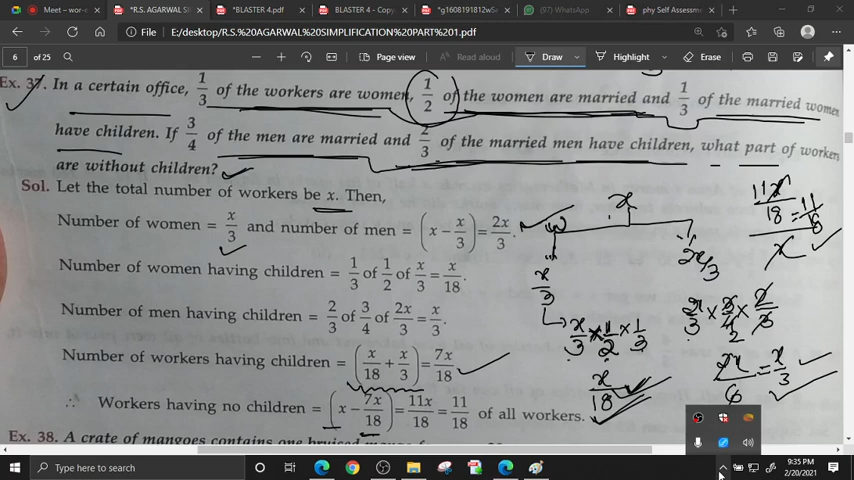 Meet – wor-e
*R.S. AGARWAL SIM
*BLASTER 4.pdf
BLASTER 4 - Copy
*g1608191812wSe
(97) WhatsApp
phy Self Assessm
File | E:/desktop/R.S.%20AGARWAL%20SIMPLIFICATION%20PART%201.pdf
6 of 25
Page view
Read aloud
Draw
Highlight
Erase
Ex. 37. In a certain office, 1/3 of the workers are women, 1/2 of the women are married and 1/3 of the married women
have children. If 3/4 of the men are married and 2/3 of the married men have children, what part of workers
are without children?
Sol. Let the total number of workers be x. Then,
Number of women = x/3 and number of men = (x - x/3) = 2x/3.
Number of women having children = 1/3 of 1/2 of x/3 = x/18.
Number of men having children = 2/3 of 3/4 of 2x/3 = x/3.
Number of workers having children = (x/18 + x/3) = 7x/18
∴ Workers having no children = (x - 7x/18) = 11x/18 = 11/18 of all workers.
x
W
x/3
2x/3
x/3 × 1/2 × 1/3
x/18
2x/6 = x/3
Ex. 38. A crate of mangoes contains one bruised
Type here to search
9:35 PM
2/20/2021